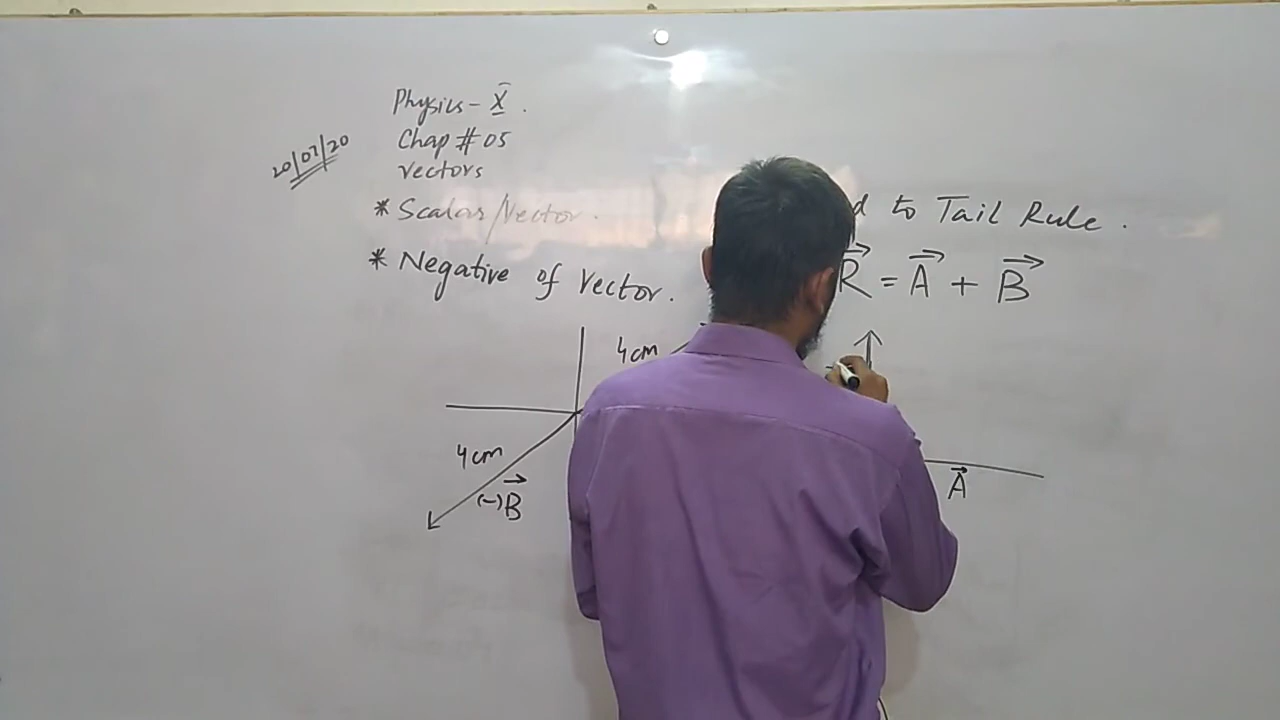 Physics - X.
20/07/20
Chap # 05
vectors
* Scalar/Vector.
* Negative of Vector.
d to Tail Rule.
R = A + B
4cm
4cm
(-)B
A